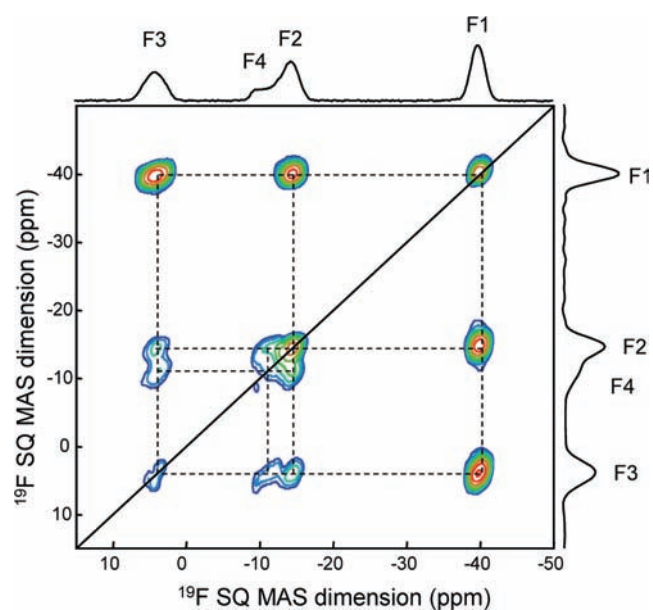 F3 F4 F2 F1
-40
-30
-20
-10
0
10
F1
F2
F4
F3
¹⁹F SQ MAS dimension (ppm)
10 0 -10 -20 -30 -40 -50
¹⁹F SQ MAS dimension (ppm)